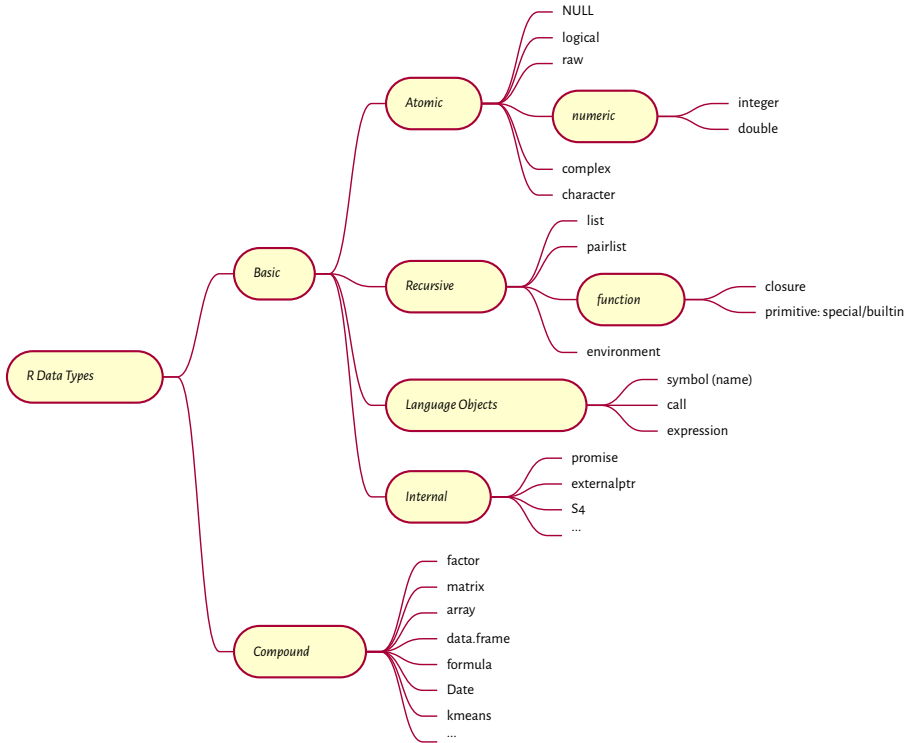 R Data Types
Basic
Atomic
NULL
logical
raw
numeric
integer
double
complex
character
Recursive
list
pairlist
function
closure
primitive: special/builtin
environment
Language Objects
symbol (name)
call
expression
Internal
promise
externalptr
S4
...
Compound
factor
matrix
array
data.frame
formula
Date
kmeans
...